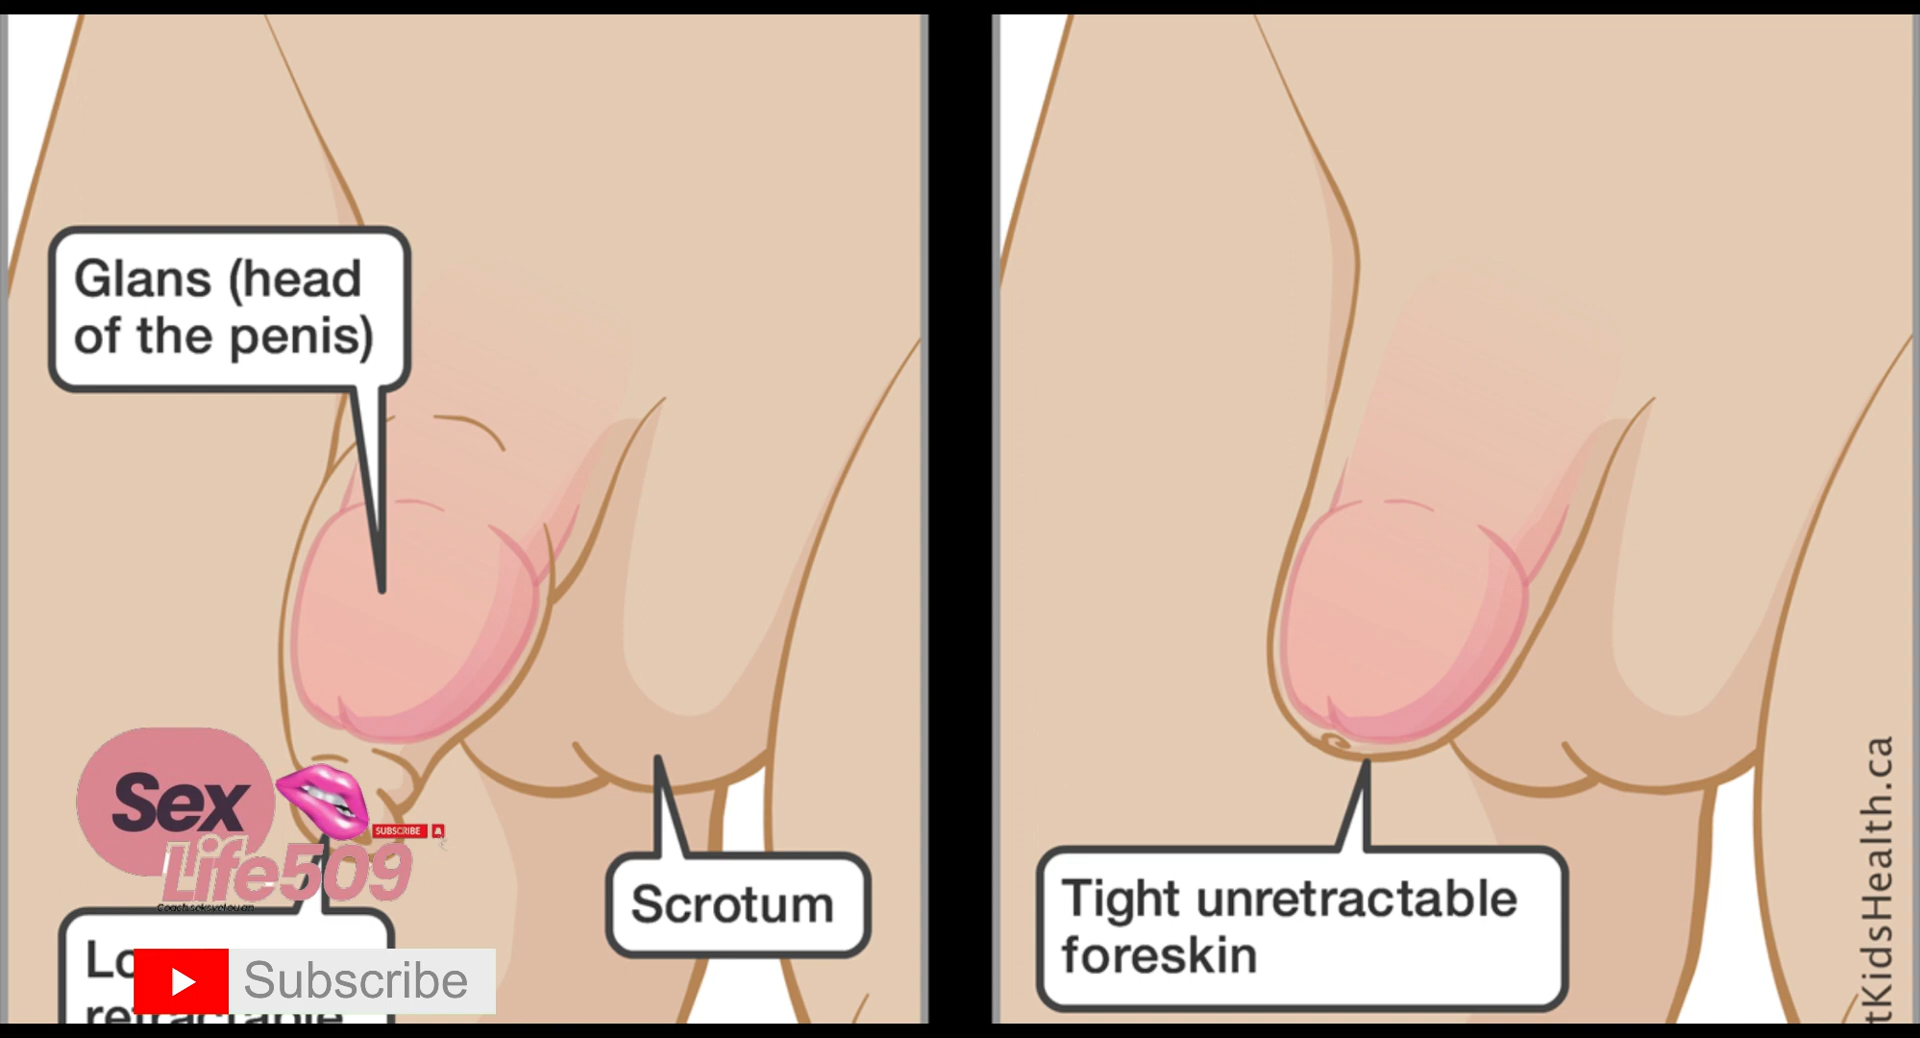 Glans (head
of the penis)
Sex
Life509
SUBSCRIBE
Scrotum
Subscribe
Tight unretractable
foreskin
tKidsHealth.ca